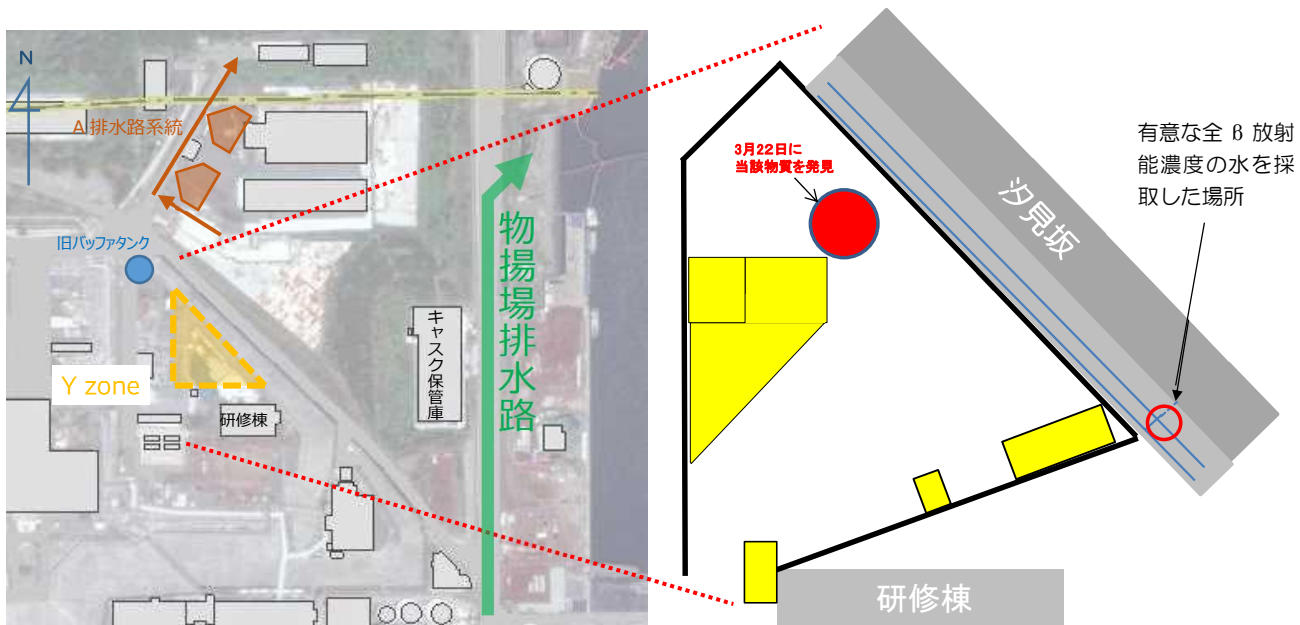 N
A排水路系統
旧バッファタンク
Y zone
研修棟
キャスク保管庫
物揚場排水路
3月22日に
当該物質を発見
汐見坂
有意な全 β 放射
能濃度の水を採
取した場所
研修棟